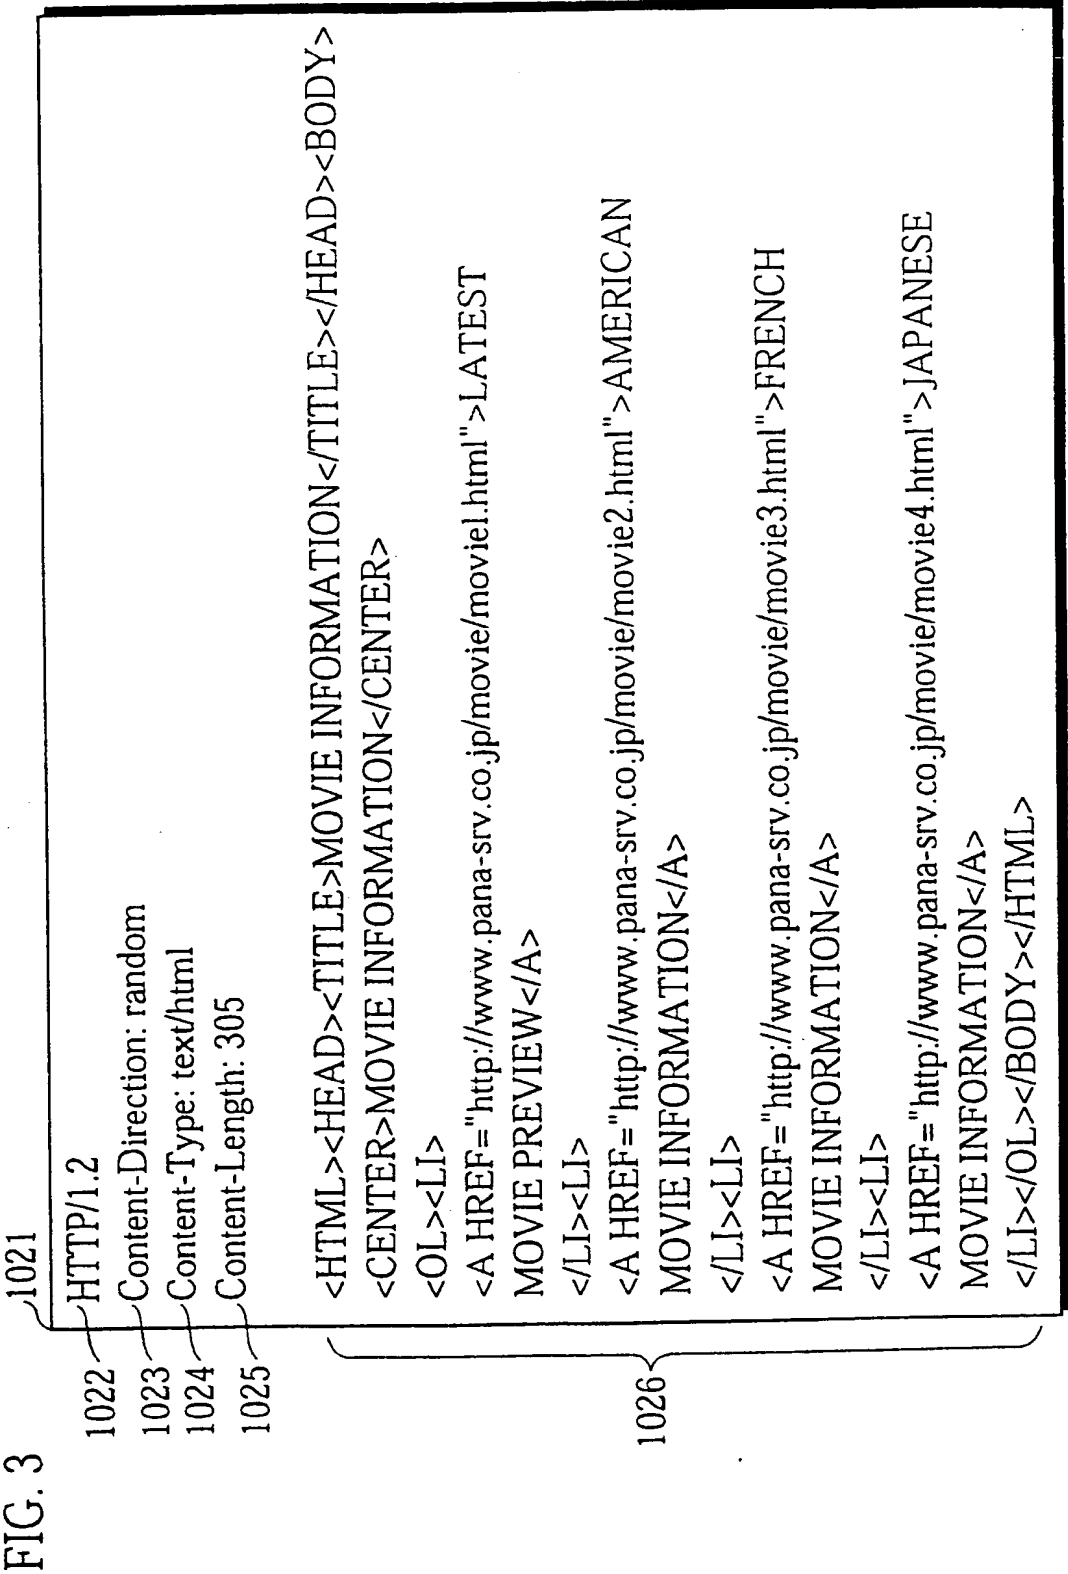 FIG. 3
1021
1022 HTTP/1.2
1023 Content-Direction: random
1024 Content-Type: text/html
1025 Content-Length: 305
1026
<HTML><HEAD><TITLE>MOVIE INFORMATION</TITLE></HEAD><BODY>
<CENTER>MOVIE INFORMATION</CENTER>
<OL><LI>
<A HREF="http://www.pana-srv.co.jp/movie/movie1.html">LATEST
MOVIE PREVIEW</A>
</LI><LI>
<A HREF="http://www.pana-srv.co.jp/movie/movie2.html">AMERICAN
MOVIE INFORMATION</A>
</LI><LI>
<A HREF="http://www.pana-srv.co.jp/movie/movie3.html">FRENCH
MOVIE INFORMATION</A>
</LI><LI>
<A HREF="http://www.pana-srv.co.jp/movie/movie4.html">JAPANESE
MOVIE INFORMATION</A>
</LI></OL></BODY></HTML>